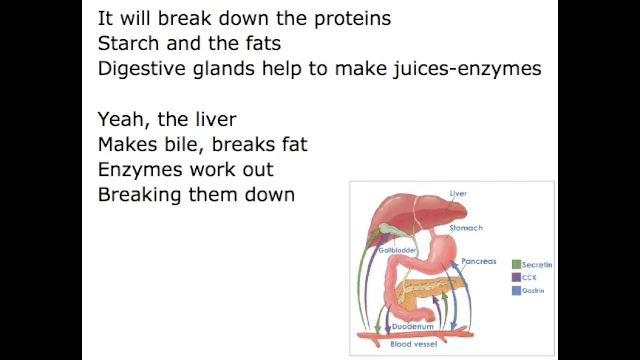 It will break down the proteins
Starch and the fats
Digestive glands help to make juices-enzymes
Yeah, the liver
Makes bile, breaks fat
Enzymes work out
Breaking them down
Liver
Stomach
Gallbladder
Pancreas
Secretin
CCK
Gastrin
Duodenum
Blood vessel